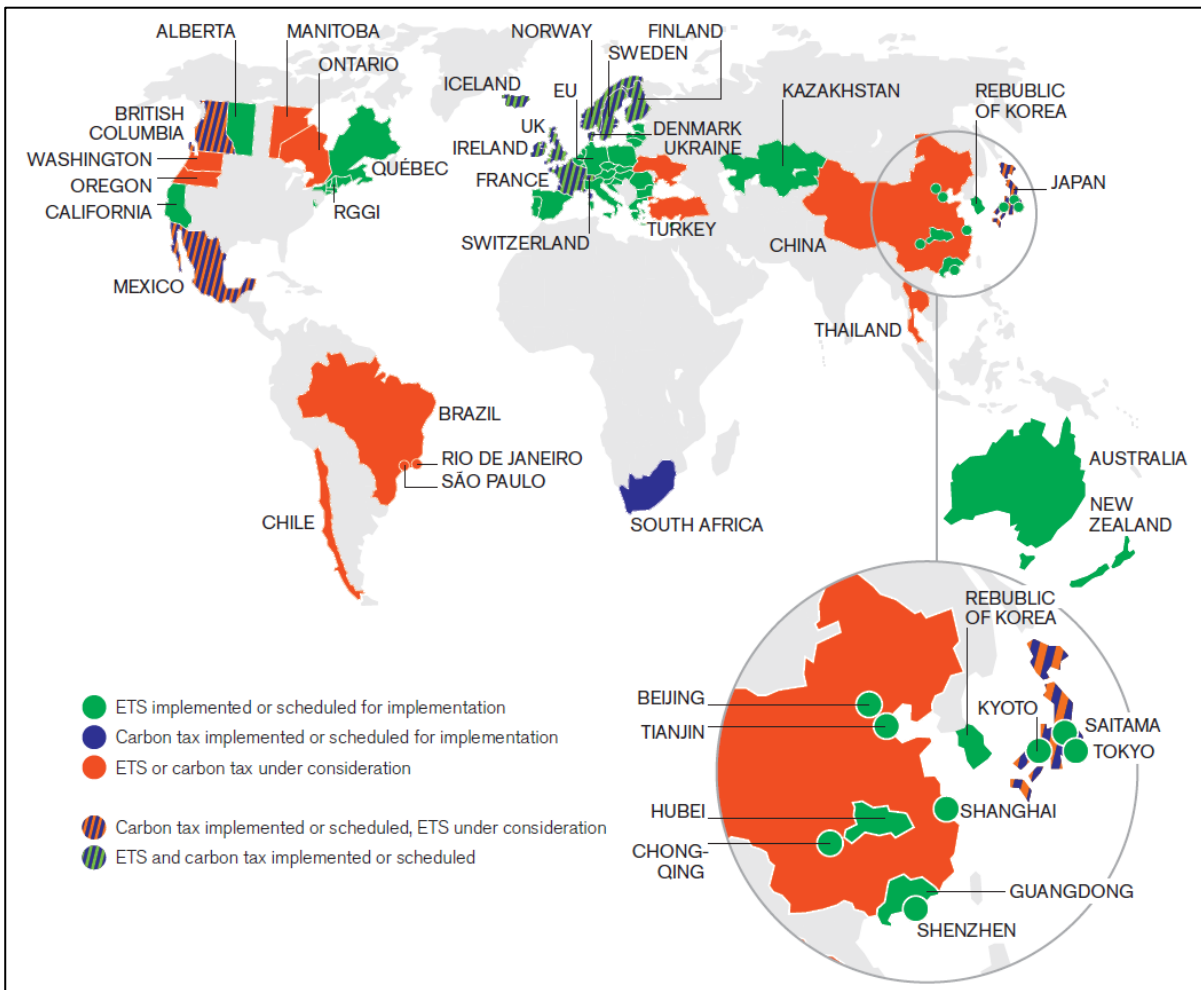 ALBERTA
MANITOBA
ONTARIO
NORWAY
FINLAND
SWEDEN
ICELAND
EU
KAZAKHSTAN
REPUBLIC
OF KOREA
BRITISH
COLUMBIA
UK
DENMARK
WASHINGTON
IRELAND
UKRAINE
OREGON
QUÉBEC
FRANCE
JAPAN
CALIFORNIA
RGGI
TURKEY
SWITZERLAND
CHINA
MEXICO
THAILAND
BRAZIL
RIO DE JANEIRO
SÃO PAULO
AUSTRALIA
NEW
ZEALAND
CHILE
SOUTH AFRICA
REBUBLIC
OF KOREA
BEIJING
TIANJIN
KYOTO
SAITAMA
TOKYO
HUBEI
SHANGHAI
CHONG-
QING
GUANGDONG
SHENZHEN
ETS implemented or scheduled for implementation
Carbon tax implemented or scheduled for implementation
ETS or carbon tax under consideration
Carbon tax implemented or scheduled, ETS under consideration
ETS and carbon tax implemented or scheduled